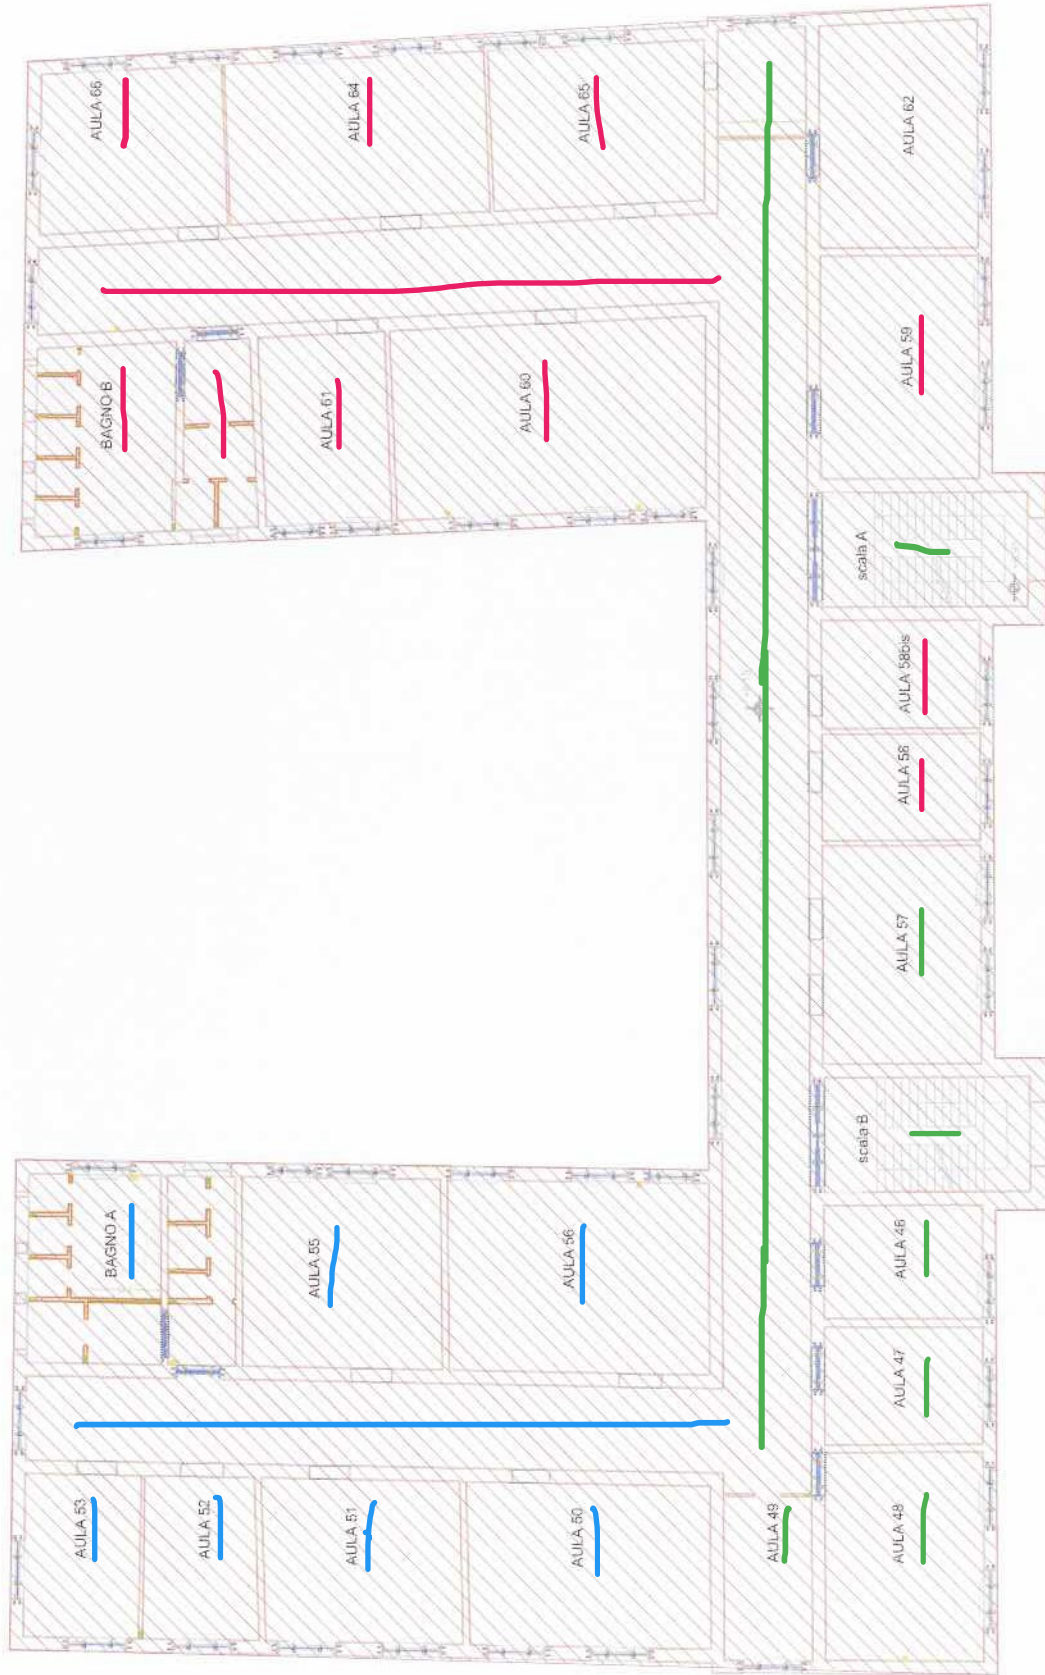 AULA 66
AULA 64
AULA 65
AULA 62
BAGNO B
AULA 61
AULA 60
AULA 59
scala A
AULA 58bis
AULA 58
AULA 57
scala B
BAGNO A
AULA 55
AULA 56
AULA 46
AULA 47
AULA 53
AULA 52
AULA 51
AULA 50
AULA 49
AULA 48